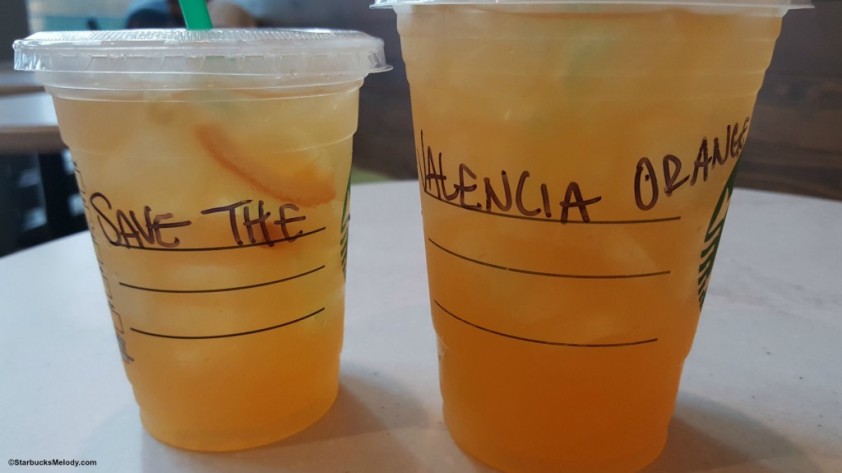 SAVE THE
VALENCIA ORANGE
©StarbucksMelody.com